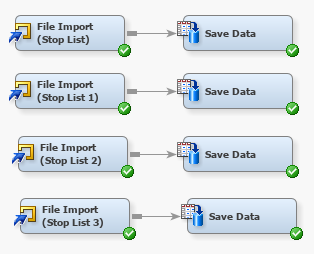 File Import
(Stop List)
Save Data
File Import
(Stop List 1)
Save Data
File Import
(Stop List 2)
Save Data
File Import
(Stop List 3)
Save Data